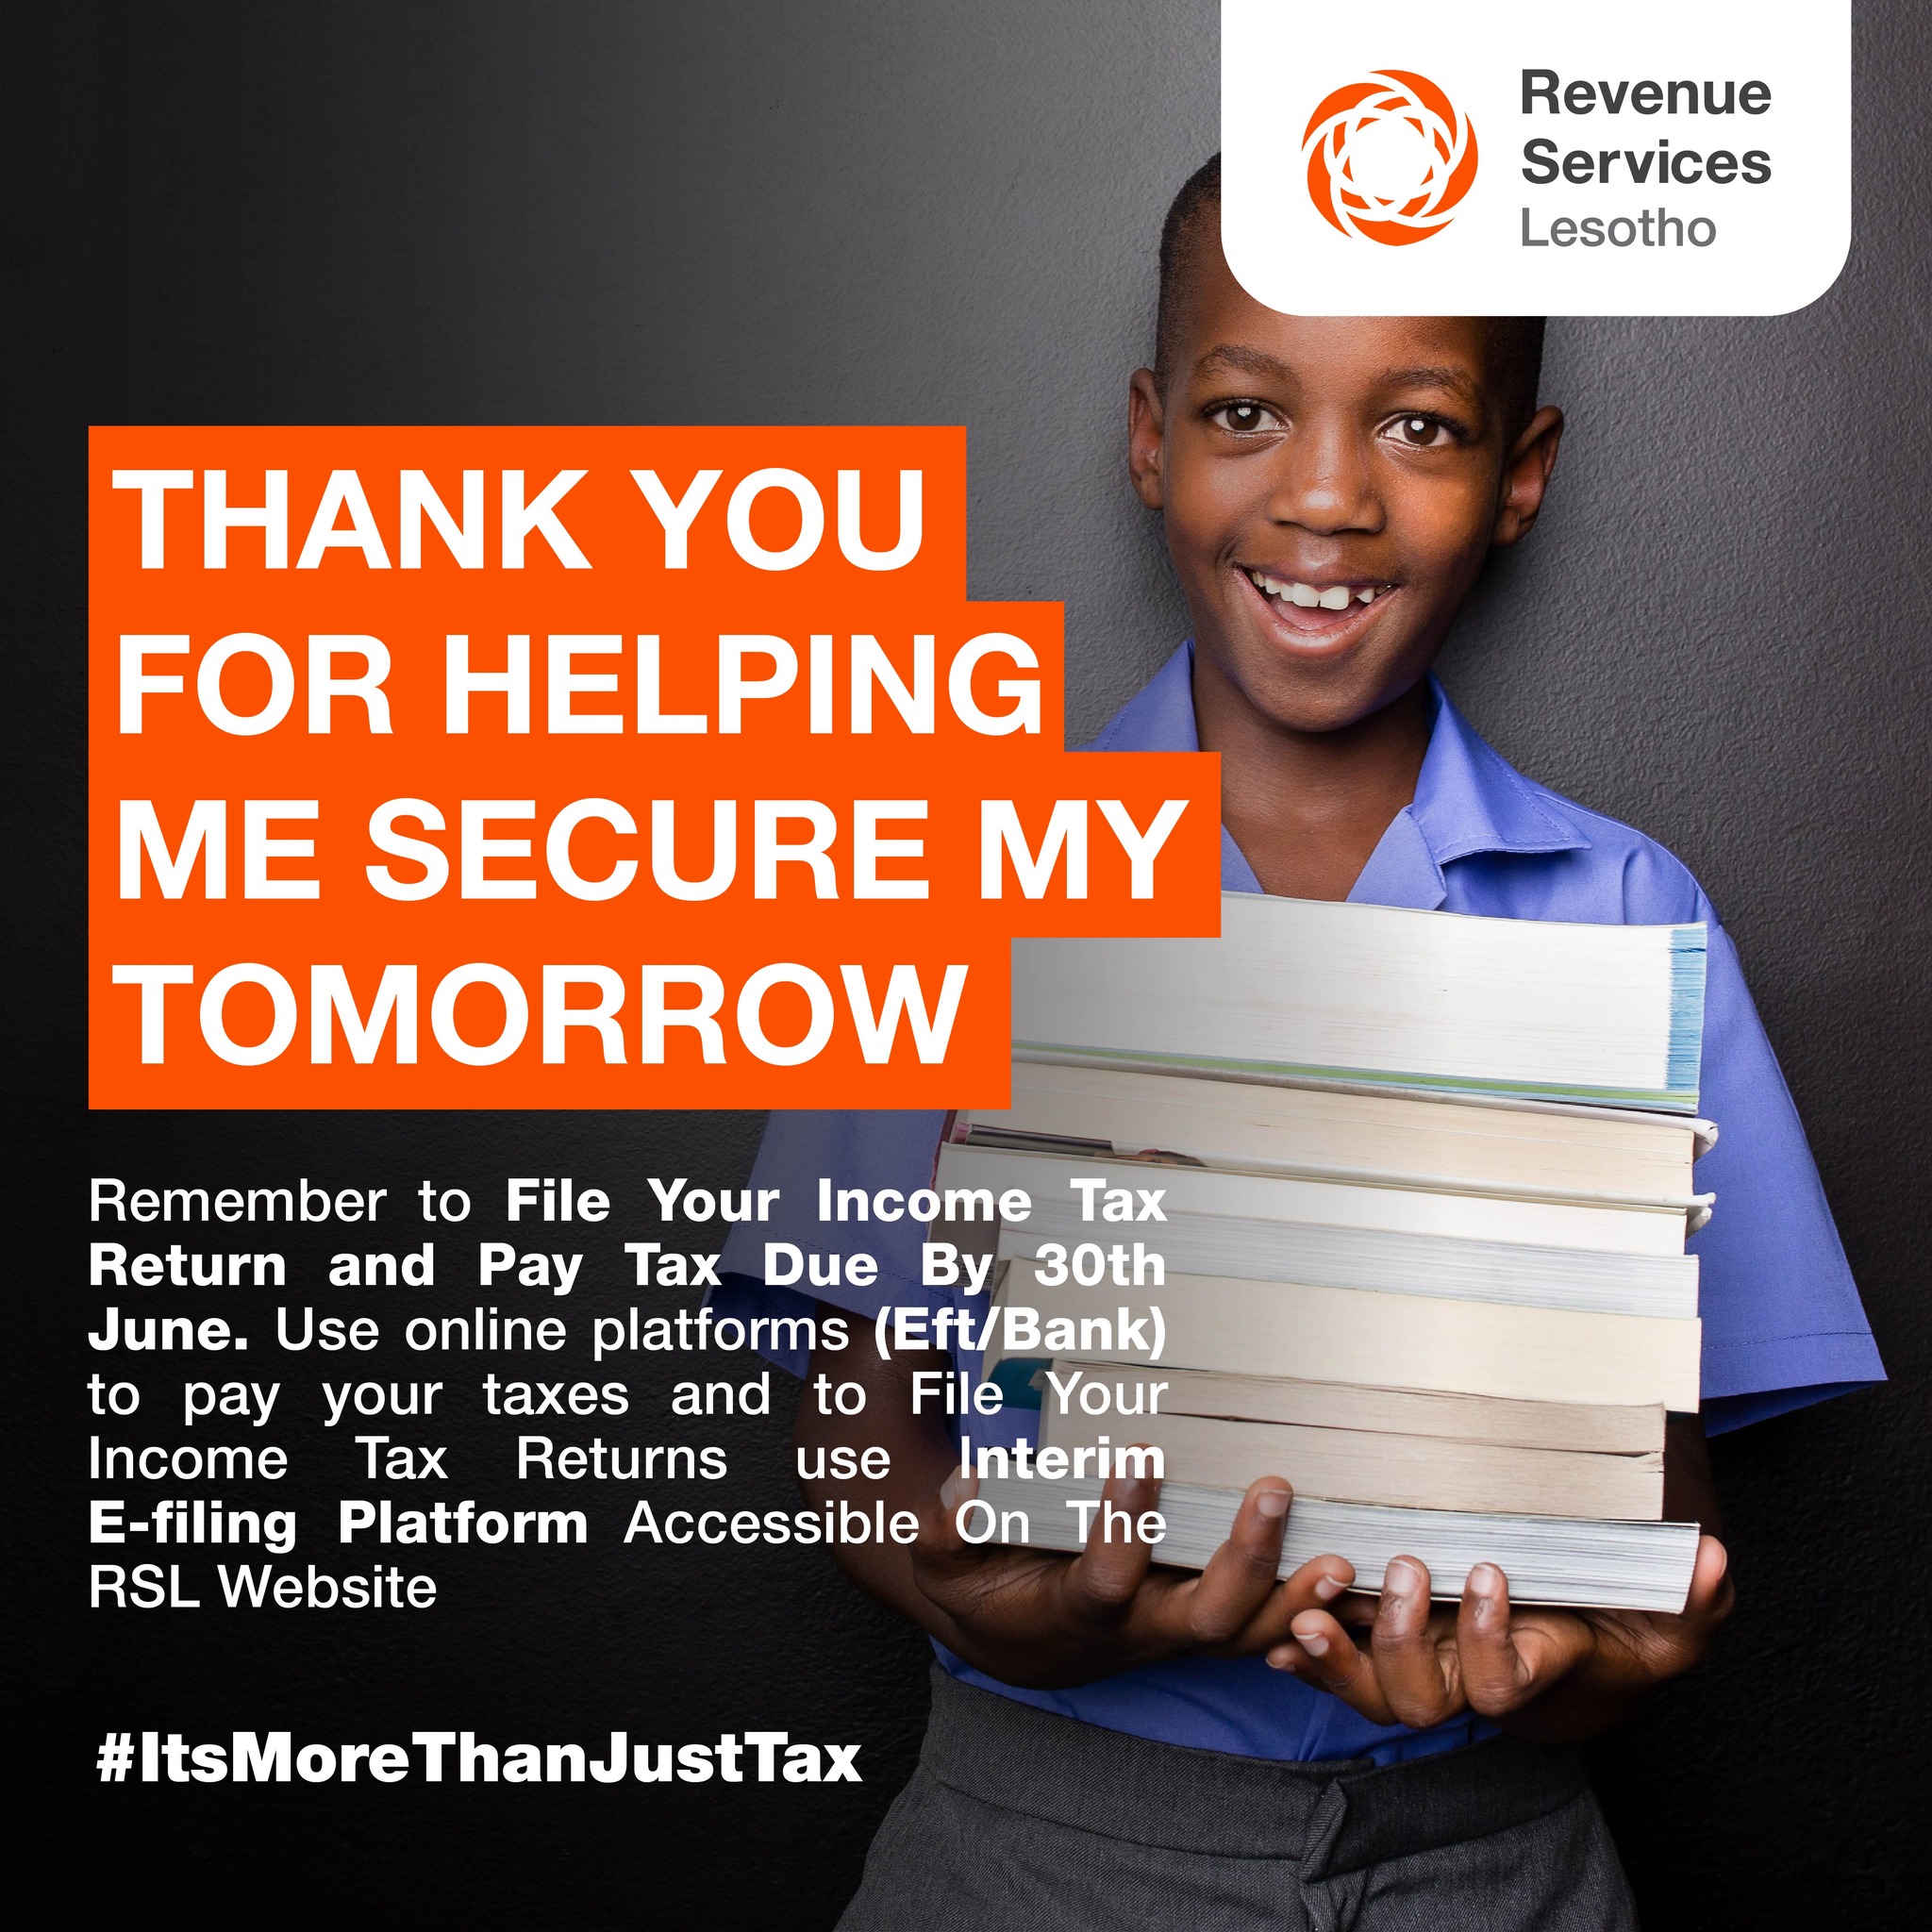 Revenue
Services
Lesotho
THANK YOU
FOR HELPING
ME SECURE MY
TOMORROW
Remember to File Your Income Tax
Return and Pay Tax Due By 30th
June. Use online platforms (Eft/Bank)
to pay your taxes and to File Your
Income Tax Returns use Interim
E-filing Platform Accessible On The
RSL Website
#ItsMoreThanJustTax